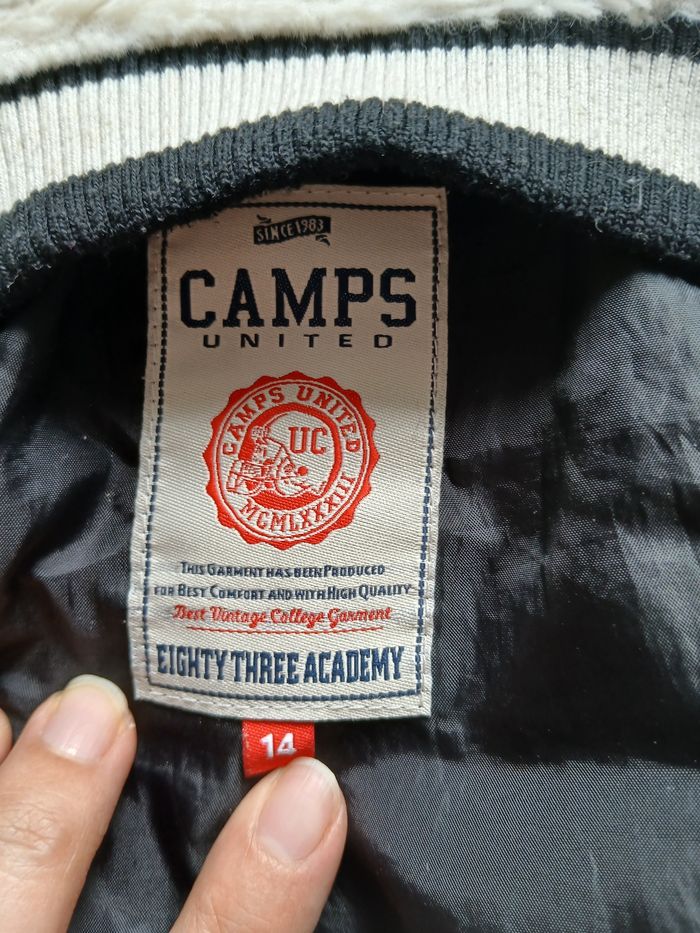 SINCE 1983
CAMPS
UNITED
CAMPS UNITED
UC
MCMLXXXIII
THIS GARMENT HAS BEEN PRODUCED
FOR BEST COMFORT AND WITH HIGH QUALITY
Best Vintage College Garment
EIGHTY THREE ACADEMY
14